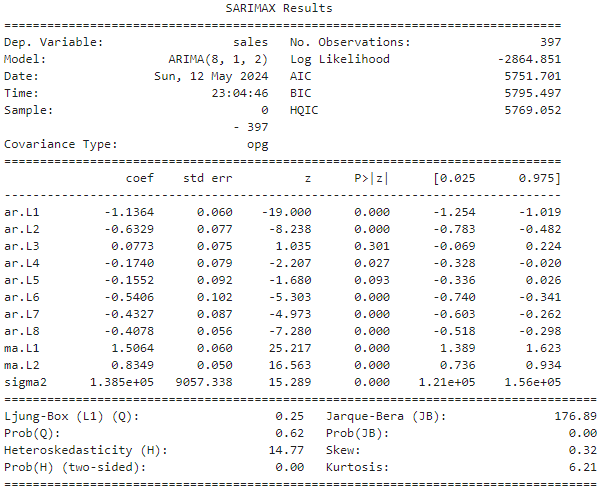 SARIMAX Results
==============================================================================
Dep. Variable:                  sales   No. Observations:                  397
Model:                 ARIMA(8, 1, 2)   Log Likelihood               -2864.851
Date:                Sun, 12 May 2024   AIC                           5751.701
Time:                        23:04:46   BIC                           5795.497
Sample:                             0   HQIC                          5769.052
                                - 397
Covariance Type:                  opg
==============================================================================
                 coef    std err          z      P>|z|      [0.025      0.975]
------------------------------------------------------------------------------
ar.L1         -1.1364      0.060    -19.000      0.000      -1.254      -1.019
ar.L2         -0.6329      0.077     -8.238      0.000      -0.783      -0.482
ar.L3          0.0773      0.075      1.035      0.301      -0.069       0.224
ar.L4         -0.1740      0.079     -2.207      0.027      -0.328      -0.020
ar.L5         -0.1552      0.092     -1.680      0.093      -0.336       0.026
ar.L6         -0.5406      0.102     -5.303      0.000      -0.740      -0.341
ar.L7         -0.4327      0.087     -4.973      0.000      -0.603      -0.262
ar.L8         -0.4078      0.056     -7.280      0.000      -0.518      -0.298
ma.L1          1.5064      0.060     25.217      0.000       1.389       1.623
ma.L2          0.8349      0.050     16.563      0.000       0.736       0.934
sigma2      1.385e+05   9057.338     15.289      0.000    1.21e+05    1.56e+05
===================================================================================
Ljung-Box (L1) (Q):                   0.25   Jarque-Bera (JB):               176.89
Prob(Q):                              0.62   Prob(JB):                         0.00
Heteroskedasticity (H):              14.77   Skew:                             0.32
Prob(H) (two-sided):                  0.00   Kurtosis:                         6.21
===================================================================================